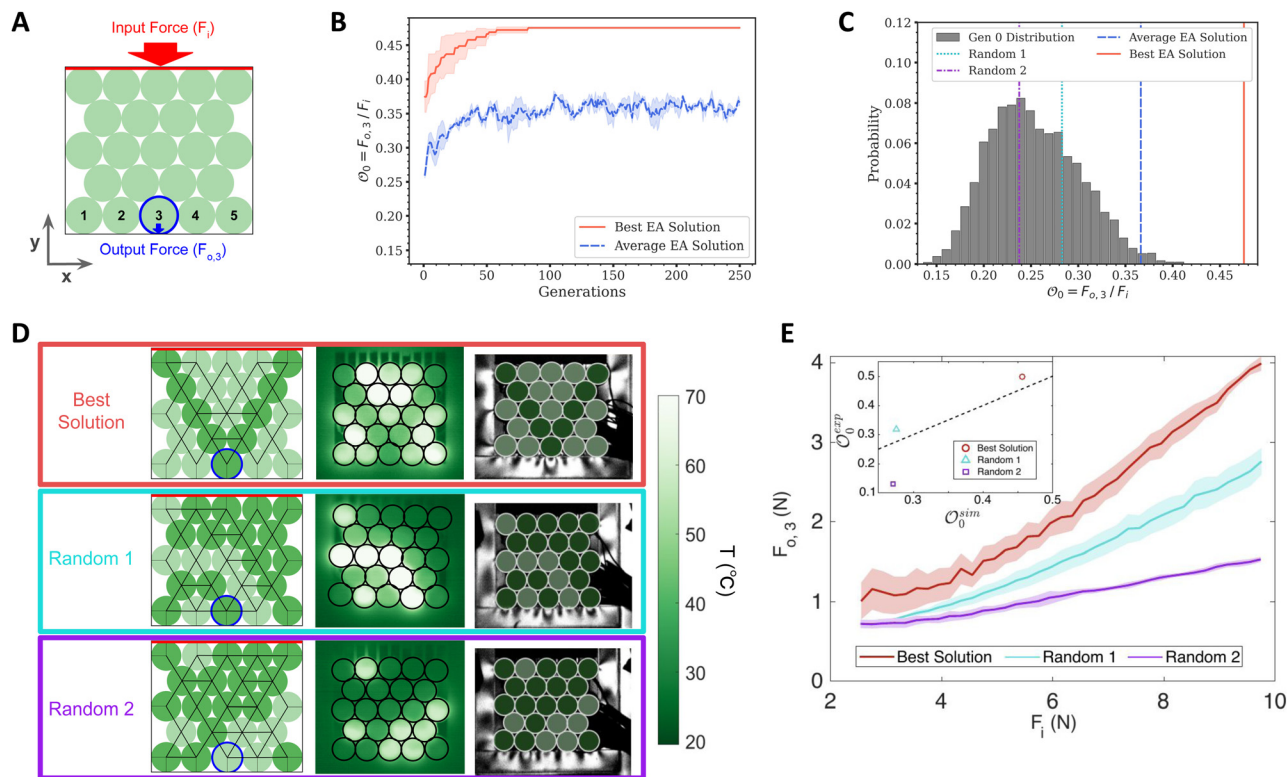 A
Input Force (Fi)
1 2 3 4 5
Output Force (Fo,3)
y
x
B
𝒪0 = Fo,3 / Fi
0.45
0.40
0.35
0.30
0.25
0.20
0.15
Best EA Solution
Average EA Solution
0 50 100 150 200 250
Generations
C
Probability
0.12
0.10
0.08
0.06
0.04
0.02
0.00
Gen 0 Distribution
Random 1
Random 2
Average EA Solution
Best EA Solution
0.15 0.20 0.25 0.30 0.35 0.40 0.45
𝒪0 = Fo,3 / Fi
D
Best
Solution
Random 1
Random 2
70
60
50
40
30
20
T (°C)
E
Fo,3 (N)
4
3
2
1
0
𝒪0exp
0.5
0.4
0.3
0.2
0.1
Best Solution
Random 1
Random 2
0.3 0.4 0.5
𝒪0sim
Best Solution Random 1 Random 2
2 4 6 8 10
Fi (N)